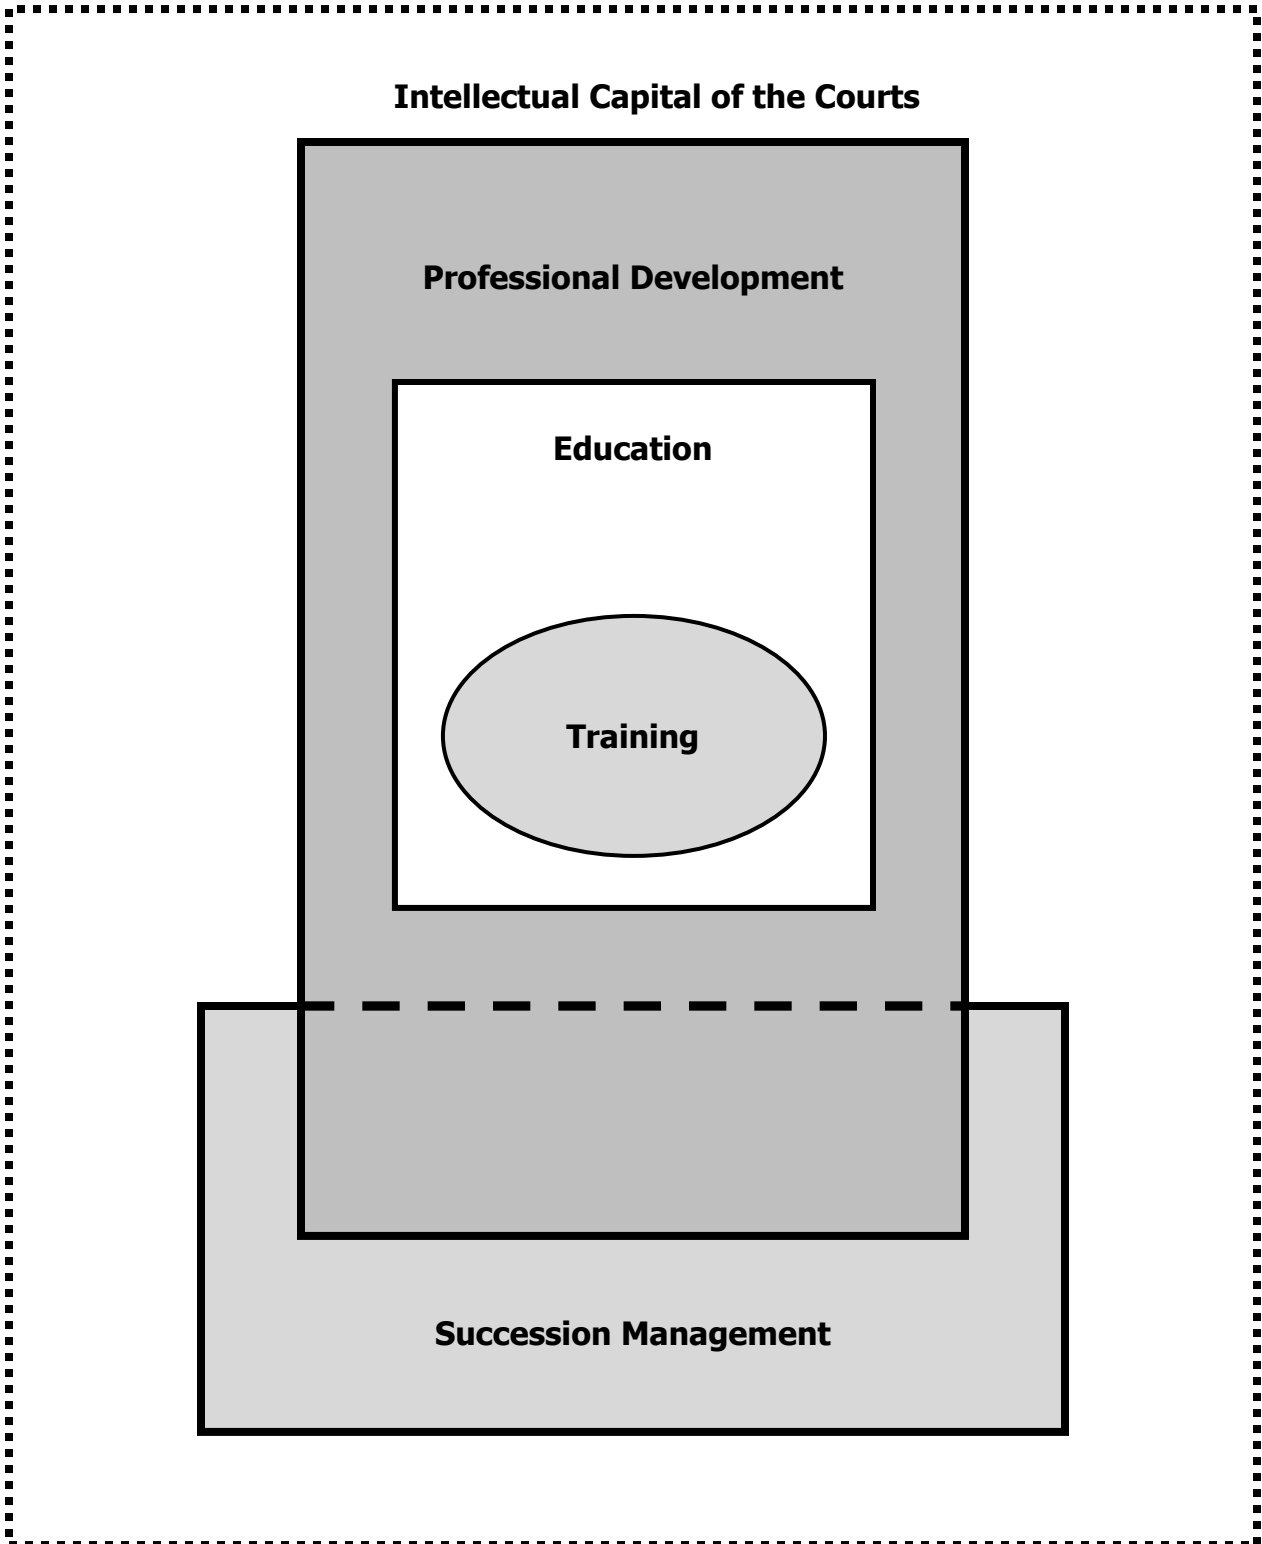 Intellectual Capital of the Courts
Professional Development
Education
Training
Succession Management